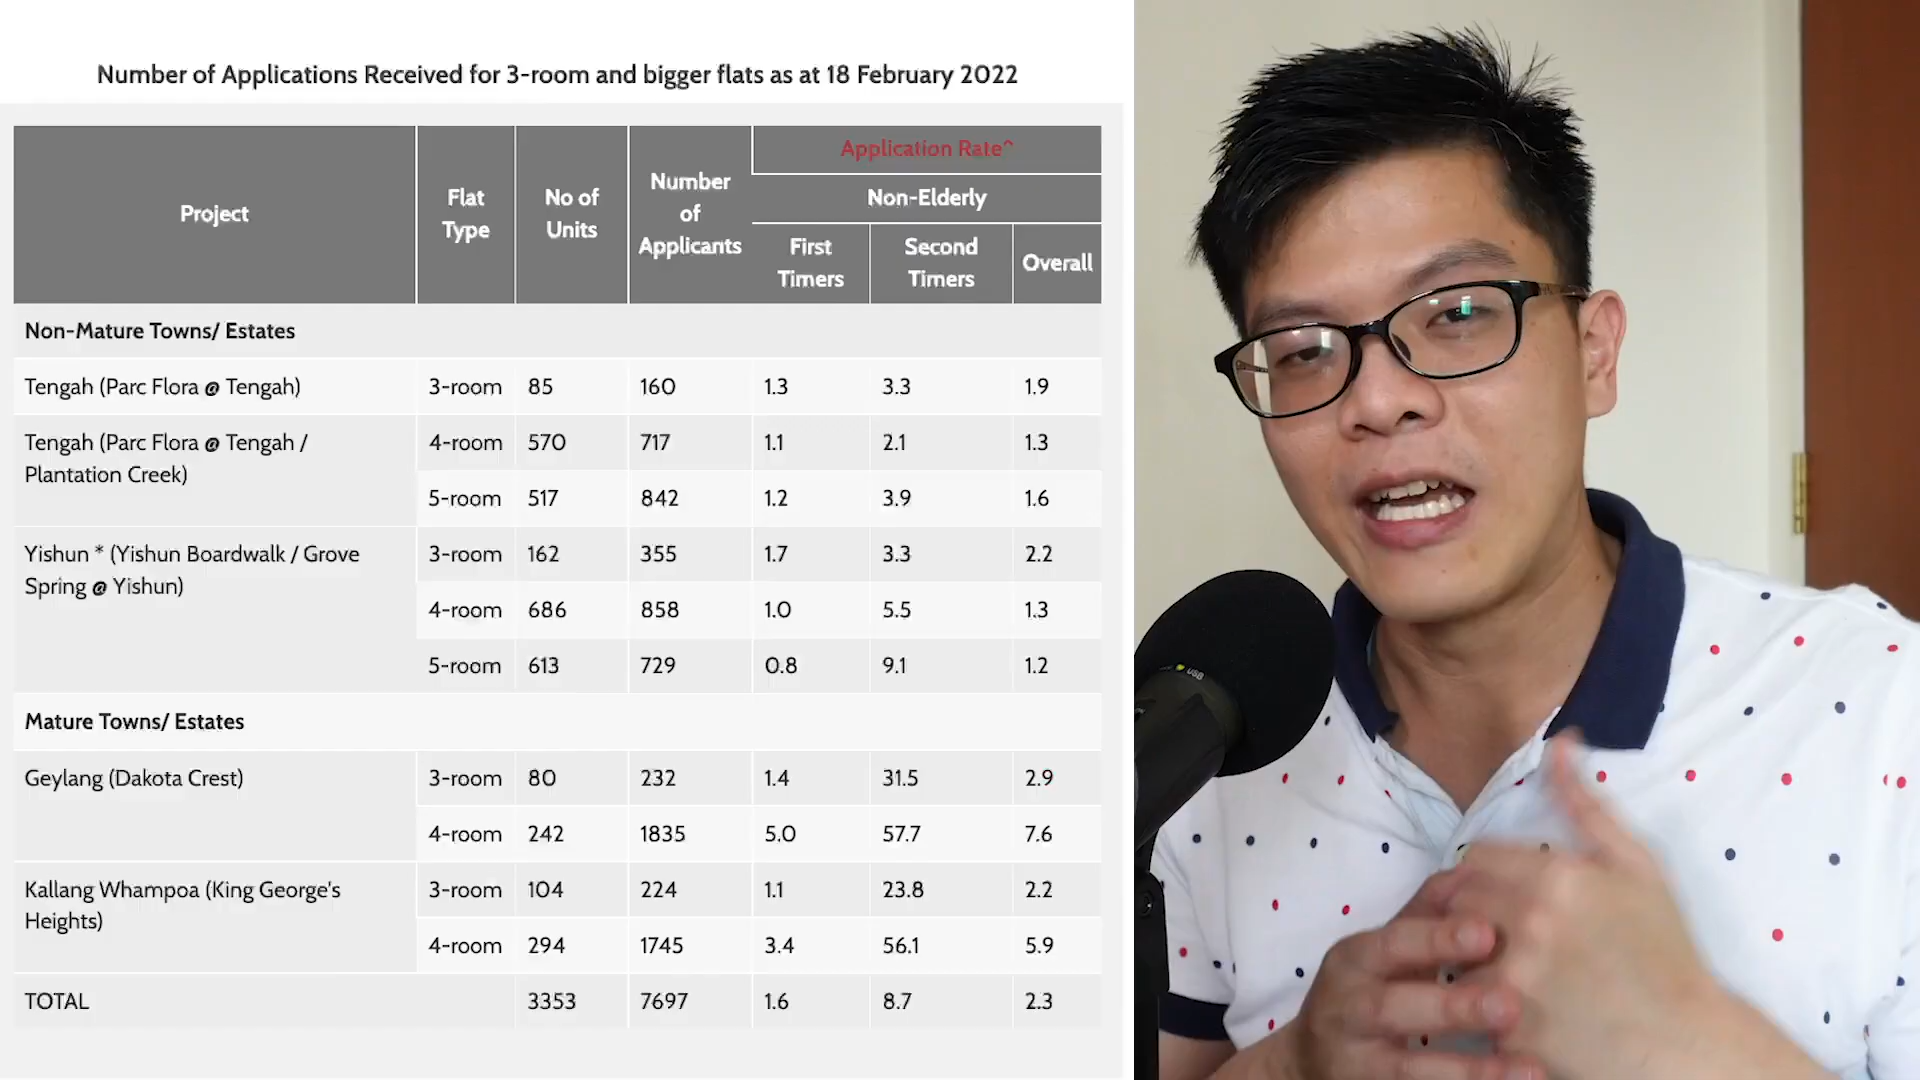 Number of Applications Received for 3-room and bigger flats as at 18 February 2022
Project
Flat
Type
No of
Units
Number
of
Applicants
Application Rate^
Non-Elderly
First
Timers
Second
Timers
Overall
Non-Mature Towns/ Estates
Tengah (Parc Flora @ Tengah) 3-room 85 160 1.3 3.3 1.9
Tengah (Parc Flora @ Tengah /
Plantation Creek)
4-room 570 717 1.1 2.1 1.3
5-room 517 842 1.2 3.9 1.6
Yishun * (Yishun Boardwalk / Grove
Spring @ Yishun)
3-room 162 355 1.7 3.3 2.2
4-room 686 858 1.0 5.5 1.3
5-room 613 729 0.8 9.1 1.2
Mature Towns/ Estates
Geylang (Dakota Crest) 3-room 80 232 1.4 31.5 2.9
4-room 242 1835 5.0 57.7 7.6
Kallang Whampoa (King George's
Heights)
3-room 104 224 1.1 23.8 2.2
4-room 294 1745 3.4 56.1 5.9
TOTAL 3353 7697 1.6 8.7 2.3
USB